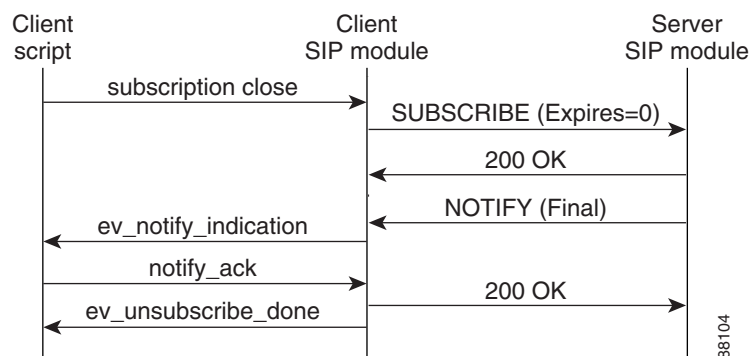 Client
script
Client
SIP module
Server
SIP module
subscription close
SUBSCRIBE (Expires=0)
200 OK
NOTIFY (Final)
ev_notify_indication
notify_ack
200 OK
ev_unsubscribe_done
88104